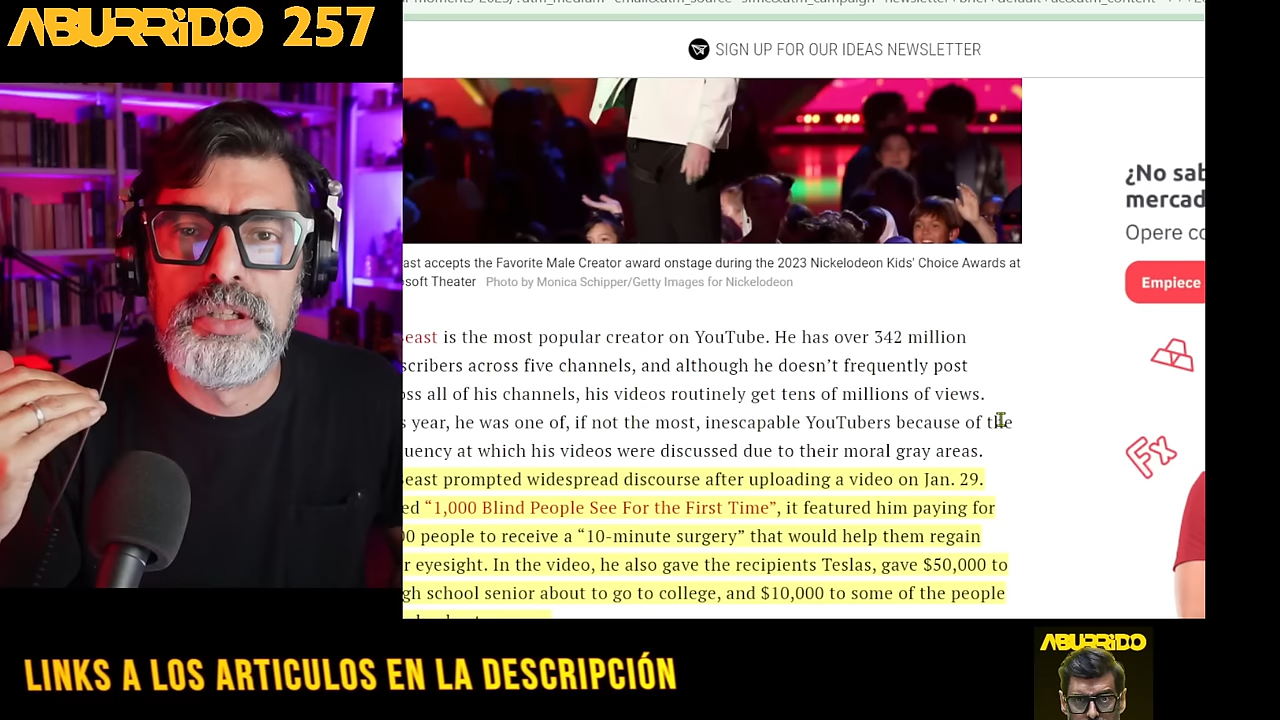 ABURRiDO 257
SIGN UP FOR OUR IDEAS NEWSLETTER
¿No sab
mercad
Opere co
Empiece
east accepts the Favorite Male Creator award onstage during the 2023 Nickelodeon Kids' Choice Awards at
soft Theater Photo by Monica Schipper/Getty Images for Nickelodeon
Beast is the most popular creator on YouTube. He has over 342 million
scribers across five channels, and although he doesn’t frequently post
oss all of his channels, his videos routinely get tens of millions of views.
s year, he was one of, if not the most, inescapable YouTubers because of the
quency at which his videos were discussed due to their moral gray areas.
Beast prompted widespread discourse after uploading a video on Jan. 29.
ed “1,000 Blind People See For the First Time”, it featured him paying for
00 people to receive a “10-minute surgery” that would help them regain
r eyesight. In the video, he also gave the recipients Teslas, gave $50,000 to
gh school senior about to go to college, and $10,000 to some of the people
Fx
LINKS A LOS ARTICULOS EN LA DESCRIPCIÓN
ABURRiDO